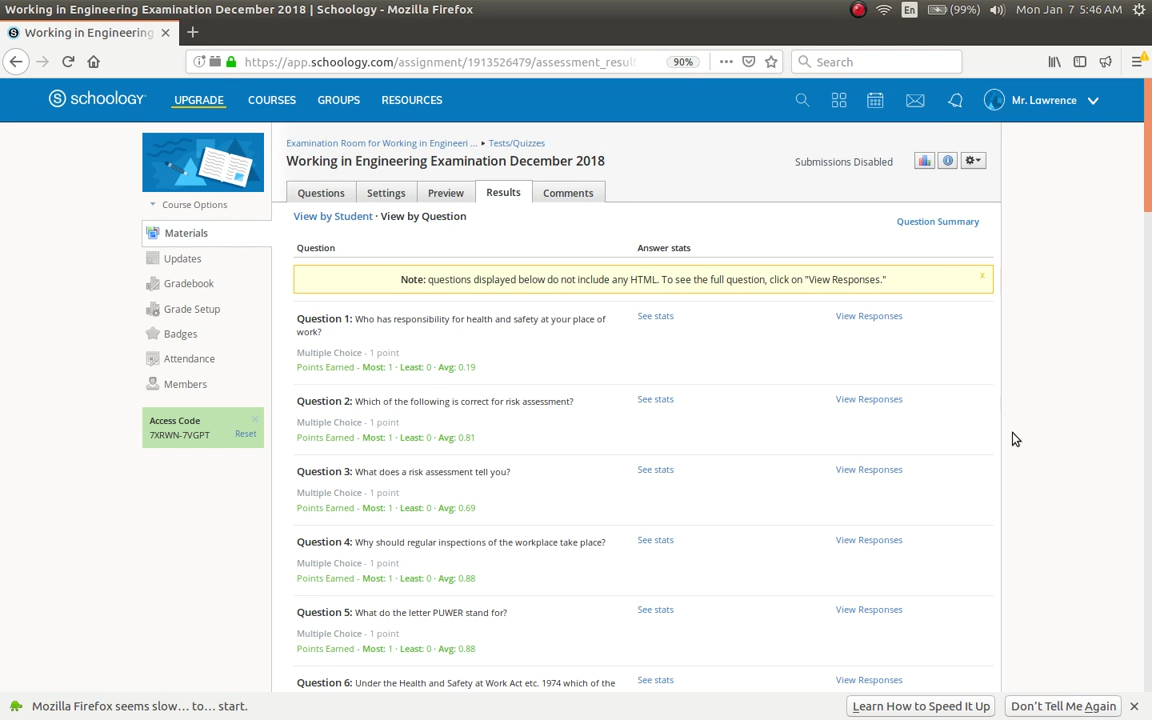 Working in Engineering Examination December 2018 | Schoology - Mozilla Firefox
En (99%) Mon Jan 7 5:46 AM
Working in Engineering
https://app.schoology.com/assignment/1913526479/assessment_resul 90% Search
schoology UPGRADE COURSES GROUPS RESOURCES Mr. Lawrence
Examination Room for Working in Engineeri ... ▸ Tests/Quizzes
Working in Engineering Examination December 2018
Submissions Disabled
Questions Settings Preview Results Comments
Course Options
Materials
Updates
Gradebook
Grade Setup
Badges
Attendance
Members
Access Code
7XRWN-7VGPT Reset
View by Student · View by Question
Question Summary
Question Answer stats
Note: questions displayed below do not include any HTML. To see the full question, click on "View Responses." x
Question 1: Who has responsibility for health and safety at your place of
work?
See stats View Responses
Multiple Choice - 1 point
Points Earned - Most: 1 · Least: 0 · Avg: 0.19
Question 2: Which of the following is correct for risk assessment? See stats View Responses
Multiple Choice - 1 point
Points Earned - Most: 1 · Least: 0 · Avg: 0.81
Question 3: What does a risk assessment tell you? See stats View Responses
Multiple Choice - 1 point
Points Earned - Most: 1 · Least: 0 · Avg: 0.69
Question 4: Why should regular inspections of the workplace take place? See stats View Responses
Multiple Choice - 1 point
Points Earned - Most: 1 · Least: 0 · Avg: 0.88
Question 5: What do the letter PUWER stand for? See stats View Responses
Multiple Choice - 1 point
Points Earned - Most: 1 · Least: 0 · Avg: 0.88
Question 6: Under the Health and Safety at Work Act etc. 1974 which of the See stats View Responses
Mozilla Firefox seems slow… to… start. Learn How to Speed It Up Don't Tell Me Again